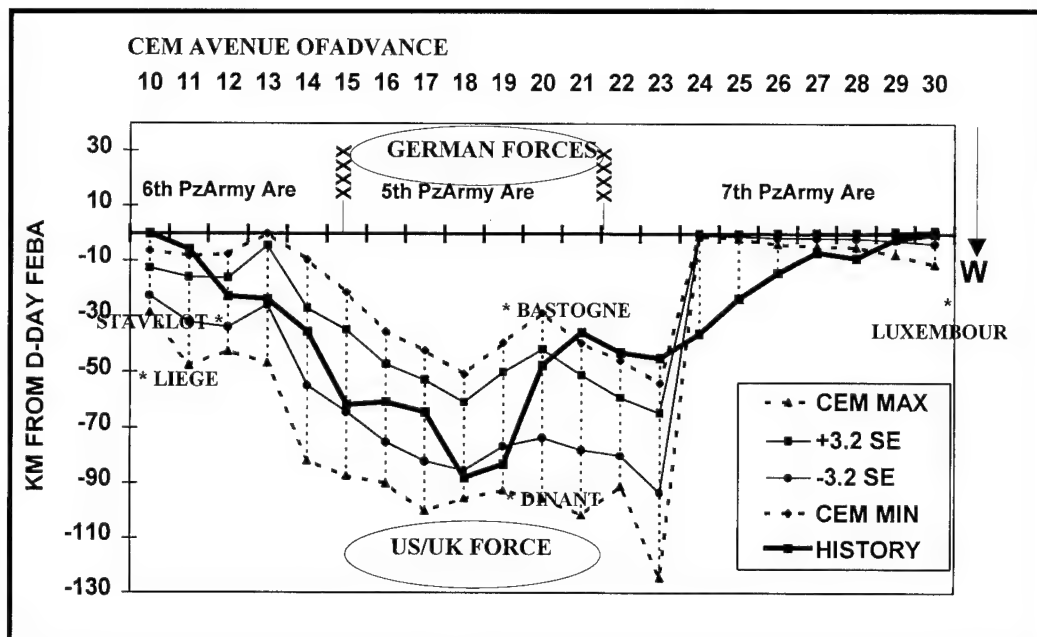 CEM AVENUE OFADVANCE
10 11 12 13 14 15 16 17 18 19 20 21 22 23 24 25 26 27 28 29 30
KM FROM D-DAY FEBA
30
10
-10
-30
-50
-70
-90
-110
-130
GERMAN FORCES
XXXX
XXXX
6th PzArmy Are
5th PzArmy Are
7th PzArmy Are
W
* BASTOGNE
STAVELOT *
*
LUXEMBOUR
* LIEGE
* DINANT
US/UK FORCE
CEM MAX
+3.2 SE
-3.2 SE
CEM MIN
HISTORY